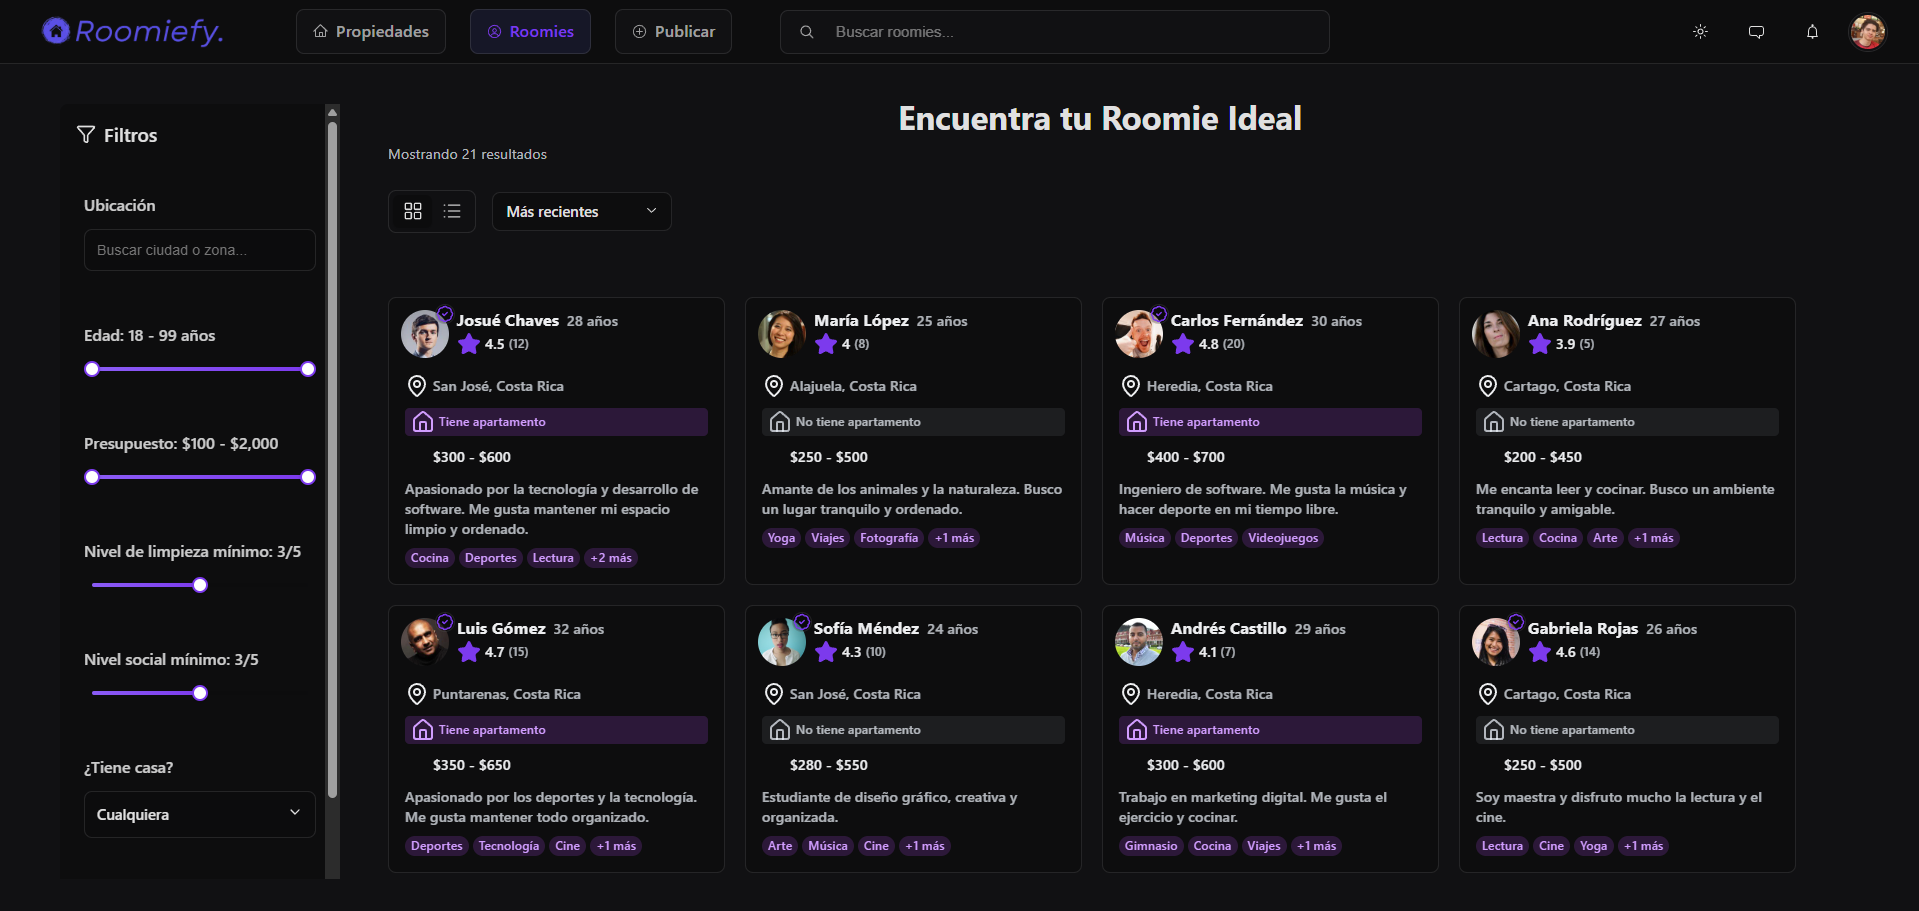 Roomiefy.
Propiedades
Roomies
Publicar
Buscar roomies...
Filtros
Ubicación
Buscar ciudad o zona...
Edad: 18 - 99 años
Presupuesto: $100 - $2,000
Nivel de limpieza mínimo: 3/5
Nivel social mínimo: 3/5
¿Tiene casa?
Cualquiera
Encuentra tu Roomie Ideal
Mostrando 21 resultados
Más recientes
Josué Chaves 28 años
4.5 (12)
San José, Costa Rica
Tiene apartamento
$300 - $600
Apasionado por la tecnología y desarrollo de
software. Me gusta mantener mi espacio
limpio y ordenado.
Cocina Deportes Lectura +2 más
María López 25 años
4 (8)
Alajuela, Costa Rica
No tiene apartamento
$250 - $500
Amante de los animales y la naturaleza. Busco
un lugar tranquilo y ordenado.
Yoga Viajes Fotografía +1 más
Carlos Fernández 30 años
4.8 (20)
Heredia, Costa Rica
Tiene apartamento
$400 - $700
Ingeniero de software. Me gusta la música y
hacer deporte en mi tiempo libre.
Música Deportes Videojuegos
Ana Rodríguez 27 años
3.9 (5)
Cartago, Costa Rica
No tiene apartamento
$200 - $450
Me encanta leer y cocinar. Busco un ambiente
tranquilo y amigable.
Lectura Cocina Arte +1 más
Luis Gómez 32 años
4.7 (15)
Puntarenas, Costa Rica
Tiene apartamento
$350 - $650
Apasionado por los deportes y la tecnología.
Me gusta mantener todo organizado.
Deportes Tecnología Cine +1 más
Sofía Méndez 24 años
4.3 (10)
San José, Costa Rica
No tiene apartamento
$280 - $550
Estudiante de diseño gráfico, creativa y
organizada.
Arte Música Cine +1 más
Andrés Castillo 29 años
4.1 (7)
Heredia, Costa Rica
Tiene apartamento
$300 - $600
Trabajo en marketing digital. Me gusta el
ejercicio y cocinar.
Gimnasio Cocina Viajes +1 más
Gabriela Rojas 26 años
4.6 (14)
Cartago, Costa Rica
No tiene apartamento
$250 - $500
Soy maestra y disfruto mucho la lectura y el
cine.
Lectura Cine Yoga +1 más